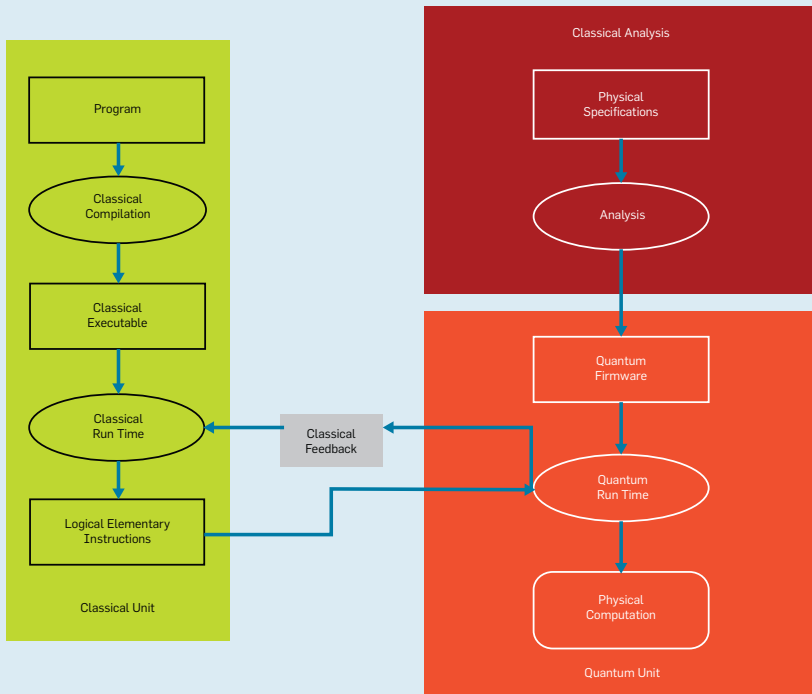 Program
Classical
Compilation
Classical
Executable
Classical
Run Time
Logical Elementary
Instructions
Classical Unit
Classical
Feedback
Classical Analysis
Physical
Specifications
Analysis
Quantum
Firmware
Quantum
Run Time
Physical
Computation
Quantum Unit